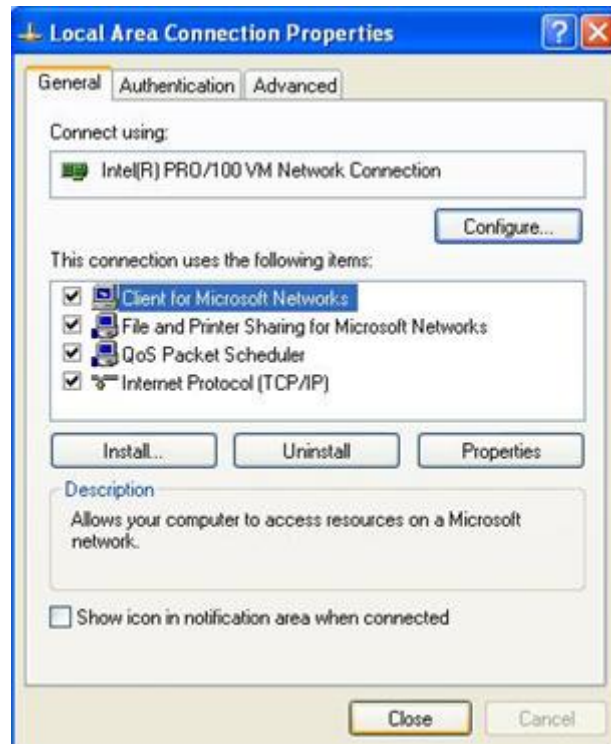 Local Area Connection Properties
General Authentication Advanced
Connect using:
Intel(R) PRO/100 VM Network Connection
Configure...
This connection uses the following items:
Client for Microsoft Networks
File and Printer Sharing for Microsoft Networks
QoS Packet Scheduler
Internet Protocol (TCP/IP)
Install... Uninstall Properties
Description
Allows your computer to access resources on a Microsoft
network.
Show icon in notification area when connected
Close Cancel